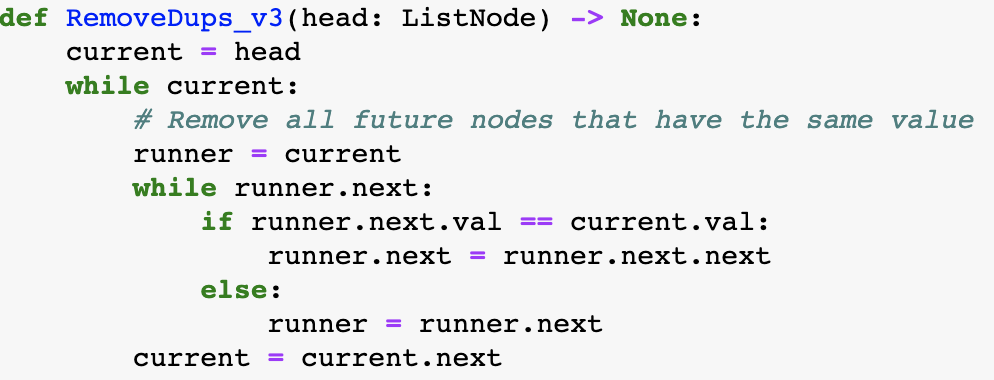 def RemoveDups_v3(head: ListNode) -> None:
    current = head
    while current:
        # Remove all future nodes that have the same value
        runner = current
        while runner.next:
            if runner.next.val == current.val:
                runner.next = runner.next.next
            else:
                runner = runner.next
        current = current.next